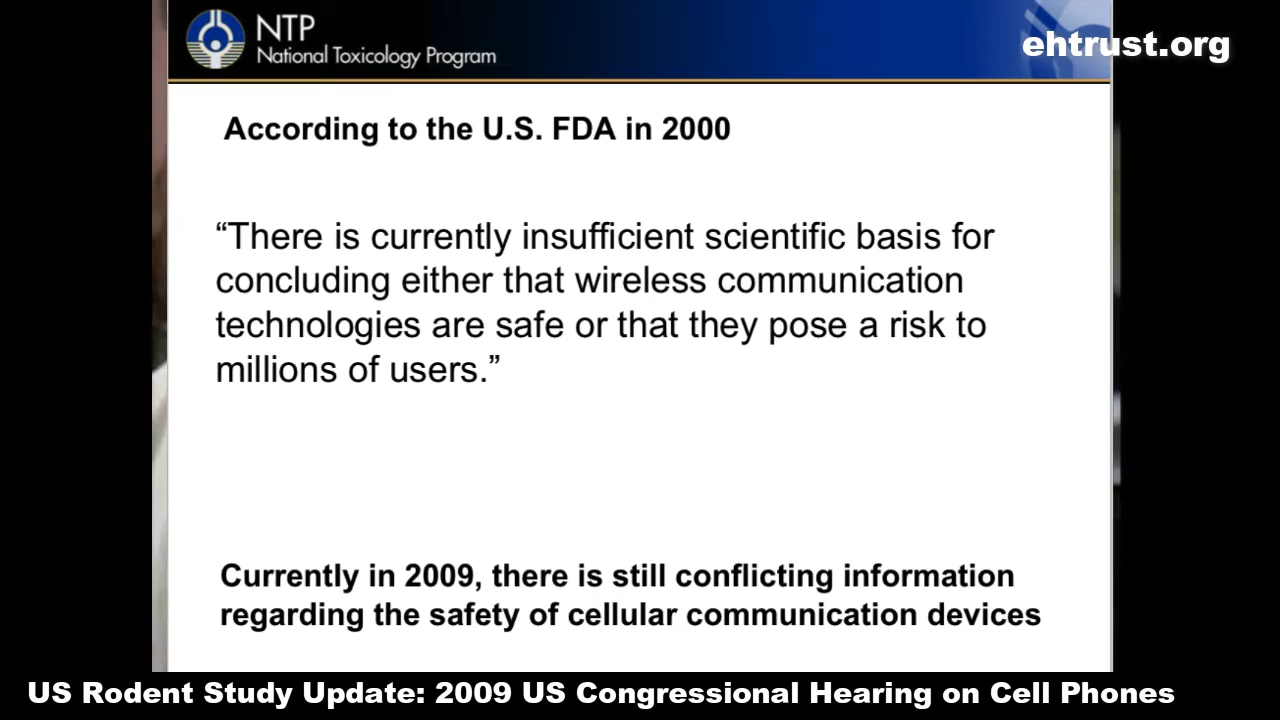 NTP
National Toxicology Program
ehtrust.org
According to the U.S. FDA in 2000
“There is currently insufficient scientific basis for
concluding either that wireless communication
technologies are safe or that they pose a risk to
millions of users.”
Currently in 2009, there is still conflicting information
regarding the safety of cellular communication devices
US Rodent Study Update: 2009 US Congressional Hearing on Cell Phones